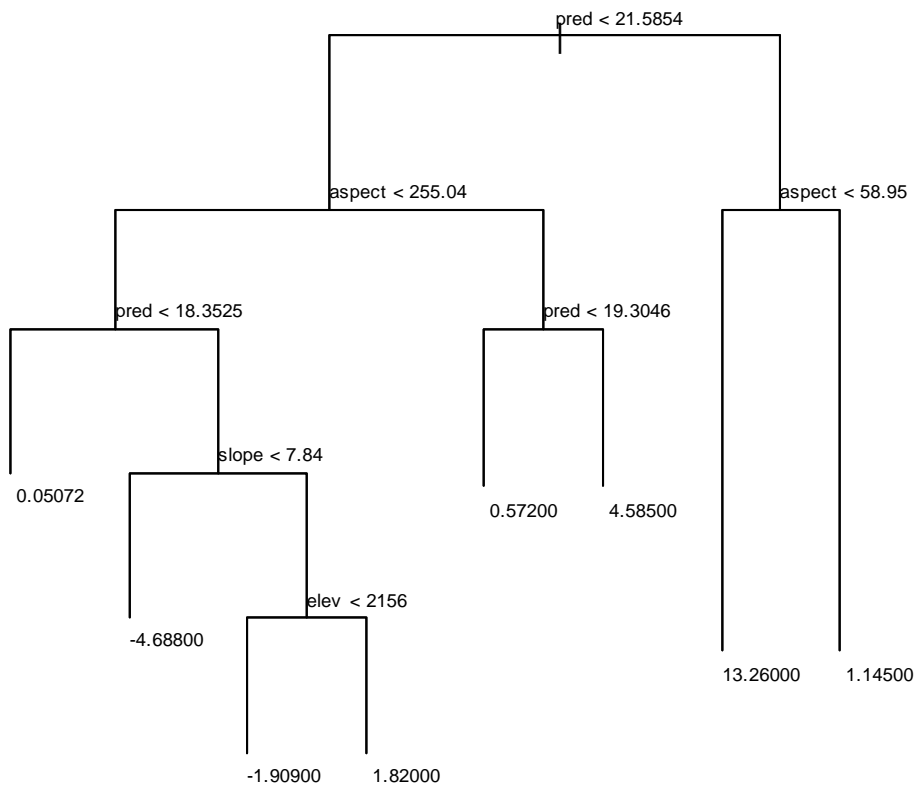 pred < 21.5854
aspect < 255.04
aspect < 58.95
pred < 18.3525
pred < 19.3046
slope < 7.84
0.05072
0.57200
4.58500
elev < 2156
-4.68800
13.26000
1.14500
-1.90900
1.82000